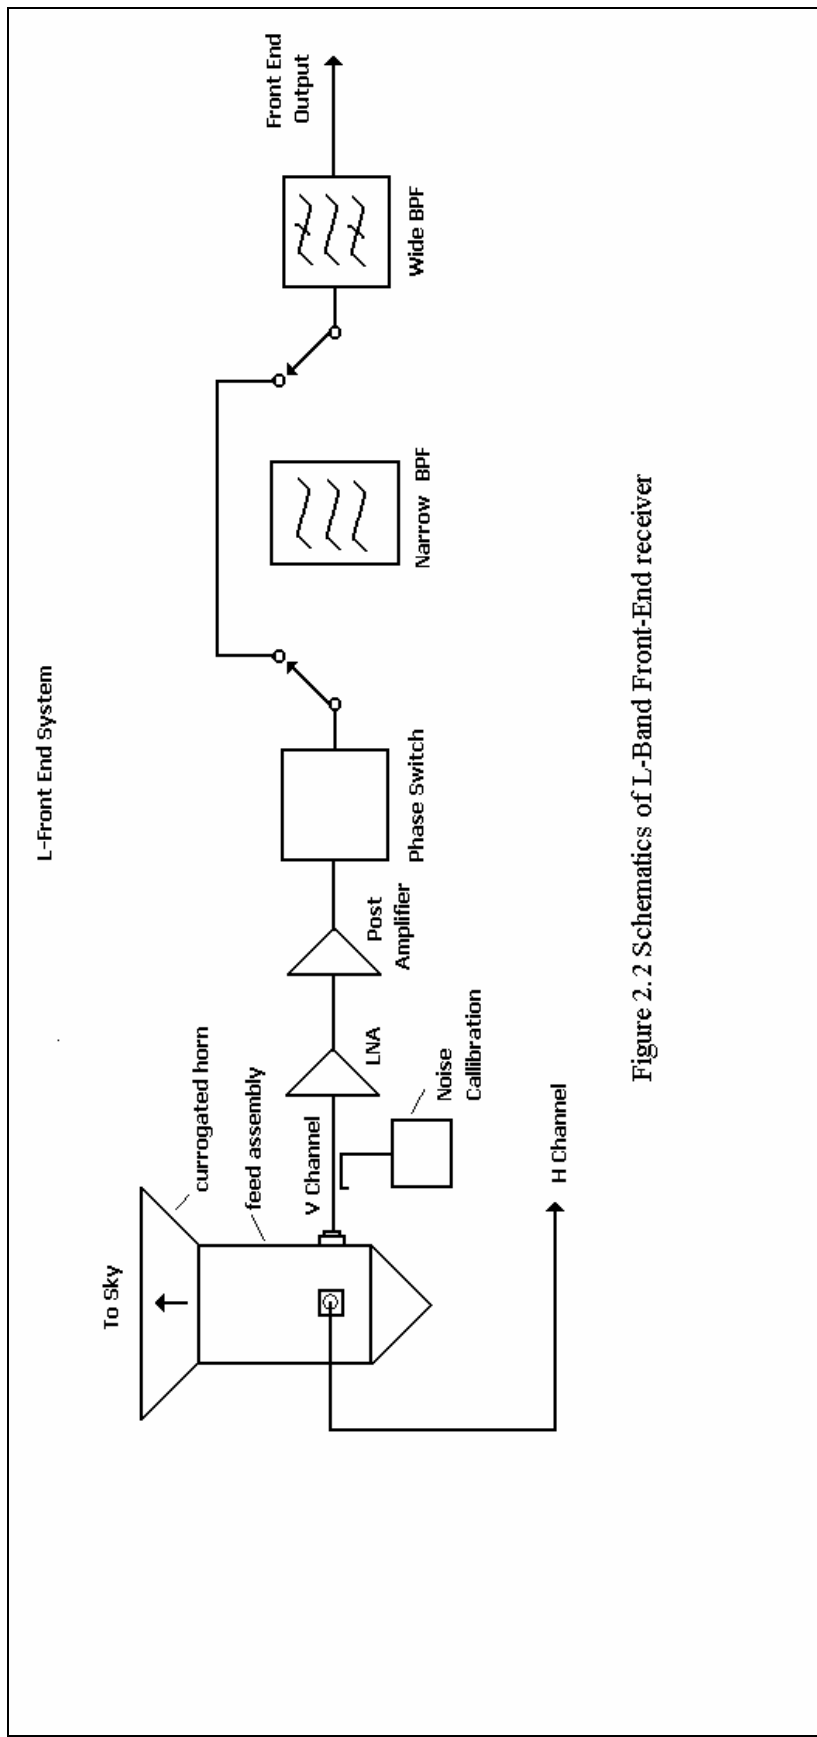 L-Front End System
To Sky
currogated horn
feed assembly
V Channel
LNA
Post
Amplifier
Phase Switch
Narrow BPF
Wide BPF
Front End
Output
Noise
Callibration
H Channel
Figure 2.2 Schematics of L-Band Front-End receiver